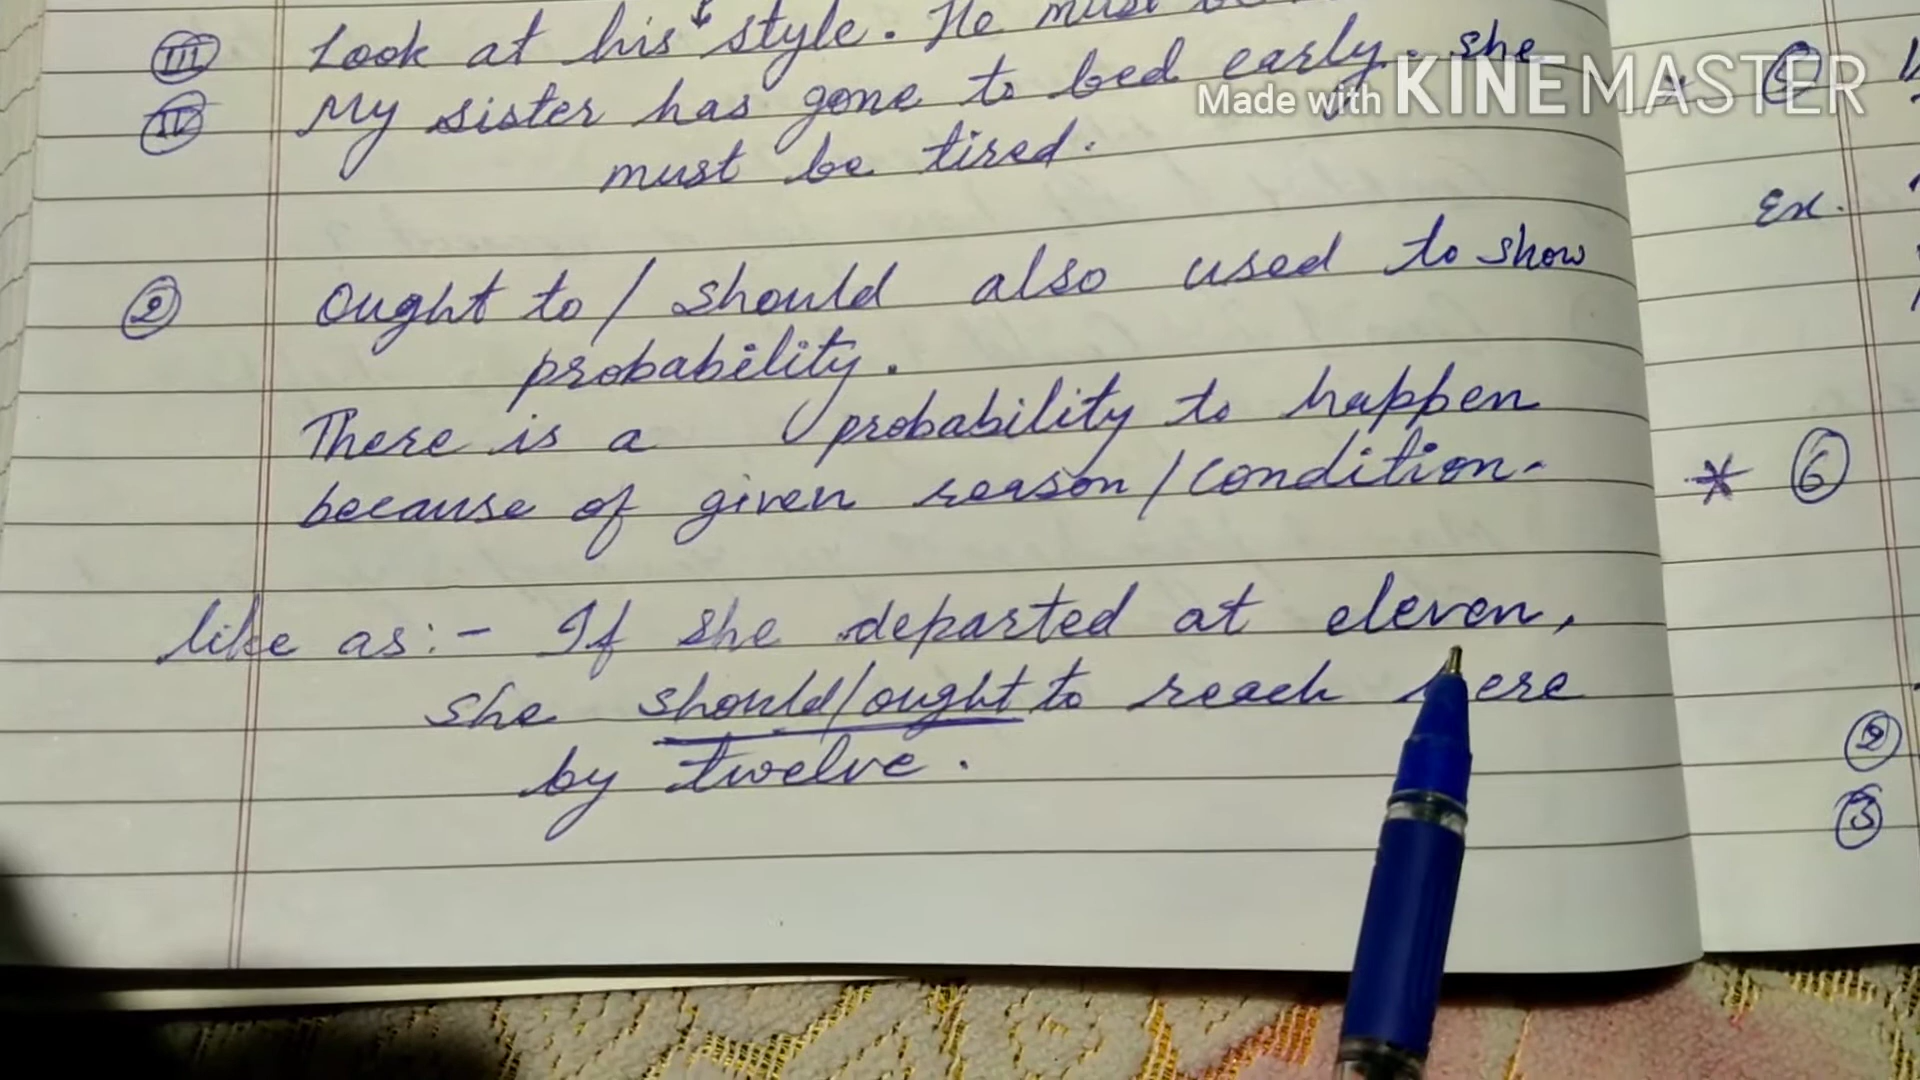 III Look at his style. He must be
IV My sister has gone to bed early. she
must be tired.
2 Ought to / should also used to show
probability.
There is a probability to happen
because of given reason / condition.
like as:- If she departed at eleven,
she should/ought to reach here
by twelve.
Made with KINEMASTER
Ex.
* 6
2
3